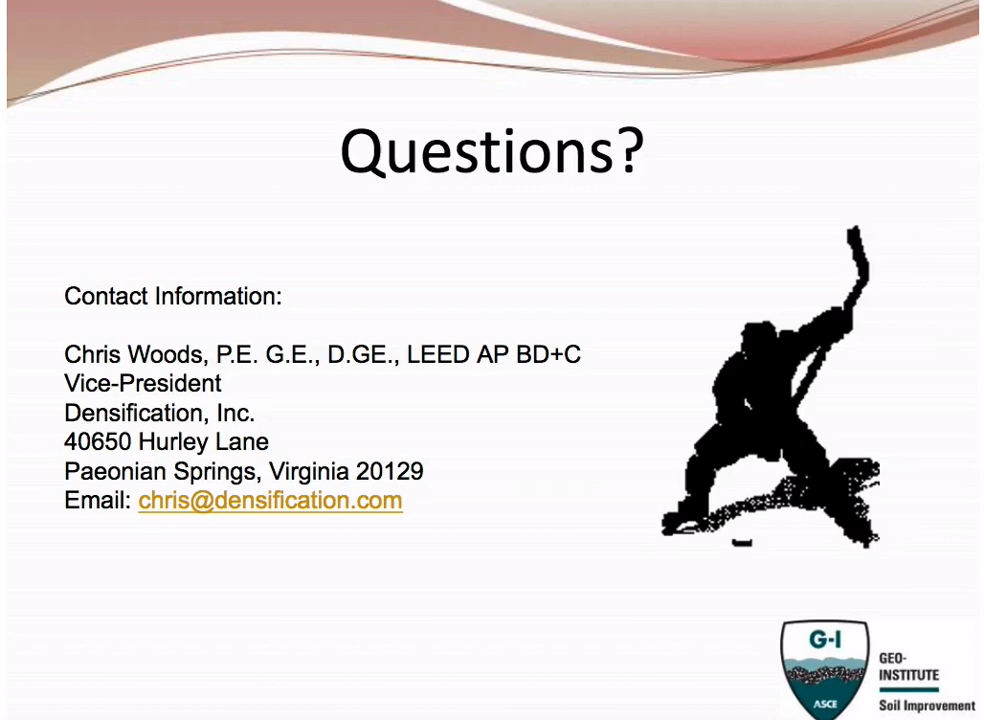 Questions?
Contact Information:
Chris Woods, P.E. G.E., D.GE., LEED AP BD+C
Vice-President
Densification, Inc.
40650 Hurley Lane
Paeonian Springs, Virginia 20129
Email: chris@densification.com
G-I
ASCE
GEO-
INSTITUTE
Soil Improvement